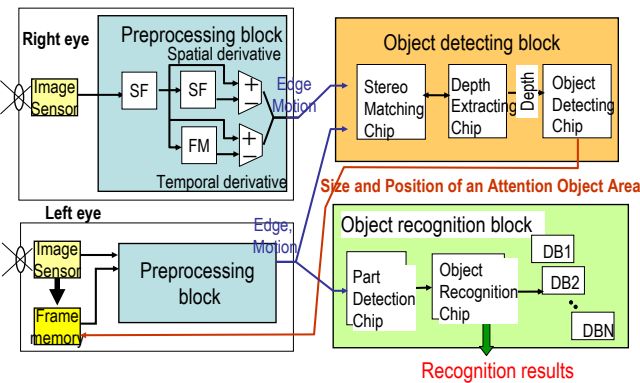 Right eye
Image
Sensor
Preprocessing block
Spatial derivative
SF
SF
+
−
FM
+
−
Temporal derivative
Edge
Motion
Object detecting block
Stereo
Matching
Chip
Depth
Extracting
Chip
Depth
Object
Detecting
Chip
Size and Position of an Attention Object Area
Left eye
Image
Sensor
Frame
memory
Preprocessing
block
Edge,
Motion
Object recognition block
Part
Detection
Chip
Object
Recognition
Chip
DB1
DB2
DBN
Recognition results